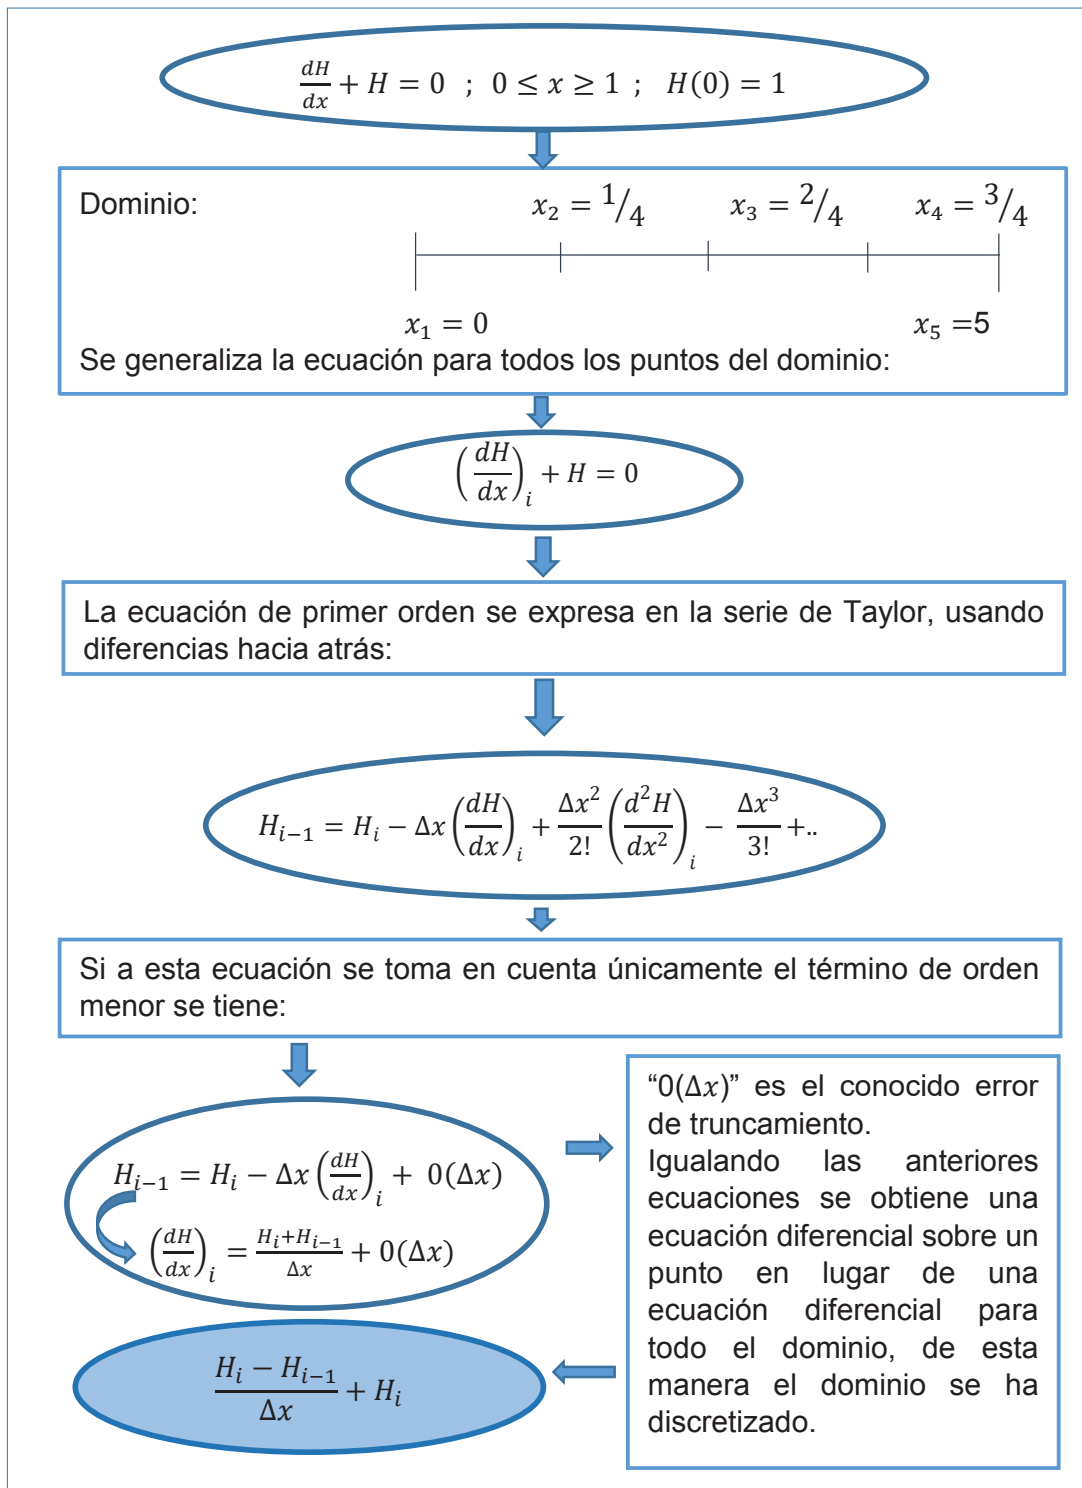 dH/dx + H = 0 ; 0 ≤ x ≥ 1 ; H(0) = 1
Dominio:
x₂ = 1/4 x₃ = 2/4 x₄ = 3/4
x₁ = 0 x₅ =5
Se generaliza la ecuación para todos los puntos del dominio:
(dH/dx)ᵢ + H = 0
La ecuación de primer orden se expresa en la serie de Taylor, usando
diferencias hacia atrás:
Hᵢ₋₁ = Hᵢ − Δx (dH/dx)ᵢ + Δx²/2! (d²H/dx²)ᵢ − Δx³/3! +..
Si a esta ecuación se toma en cuenta únicamente el término de orden
menor se tiene:
Hᵢ₋₁ = Hᵢ − Δx (dH/dx)ᵢ + 0(Δx)
(dH/dx)ᵢ = (Hᵢ+Hᵢ₋₁)/Δx + 0(Δx)
“0(Δx)” es el conocido error
de truncamiento.
Igualando las anteriores
ecuaciones se obtiene una
ecuación diferencial sobre un
punto en lugar de una
ecuación diferencial para
todo el dominio, de esta
manera el dominio se ha
discretizado.
(Hᵢ − Hᵢ₋₁)/Δx + Hᵢ